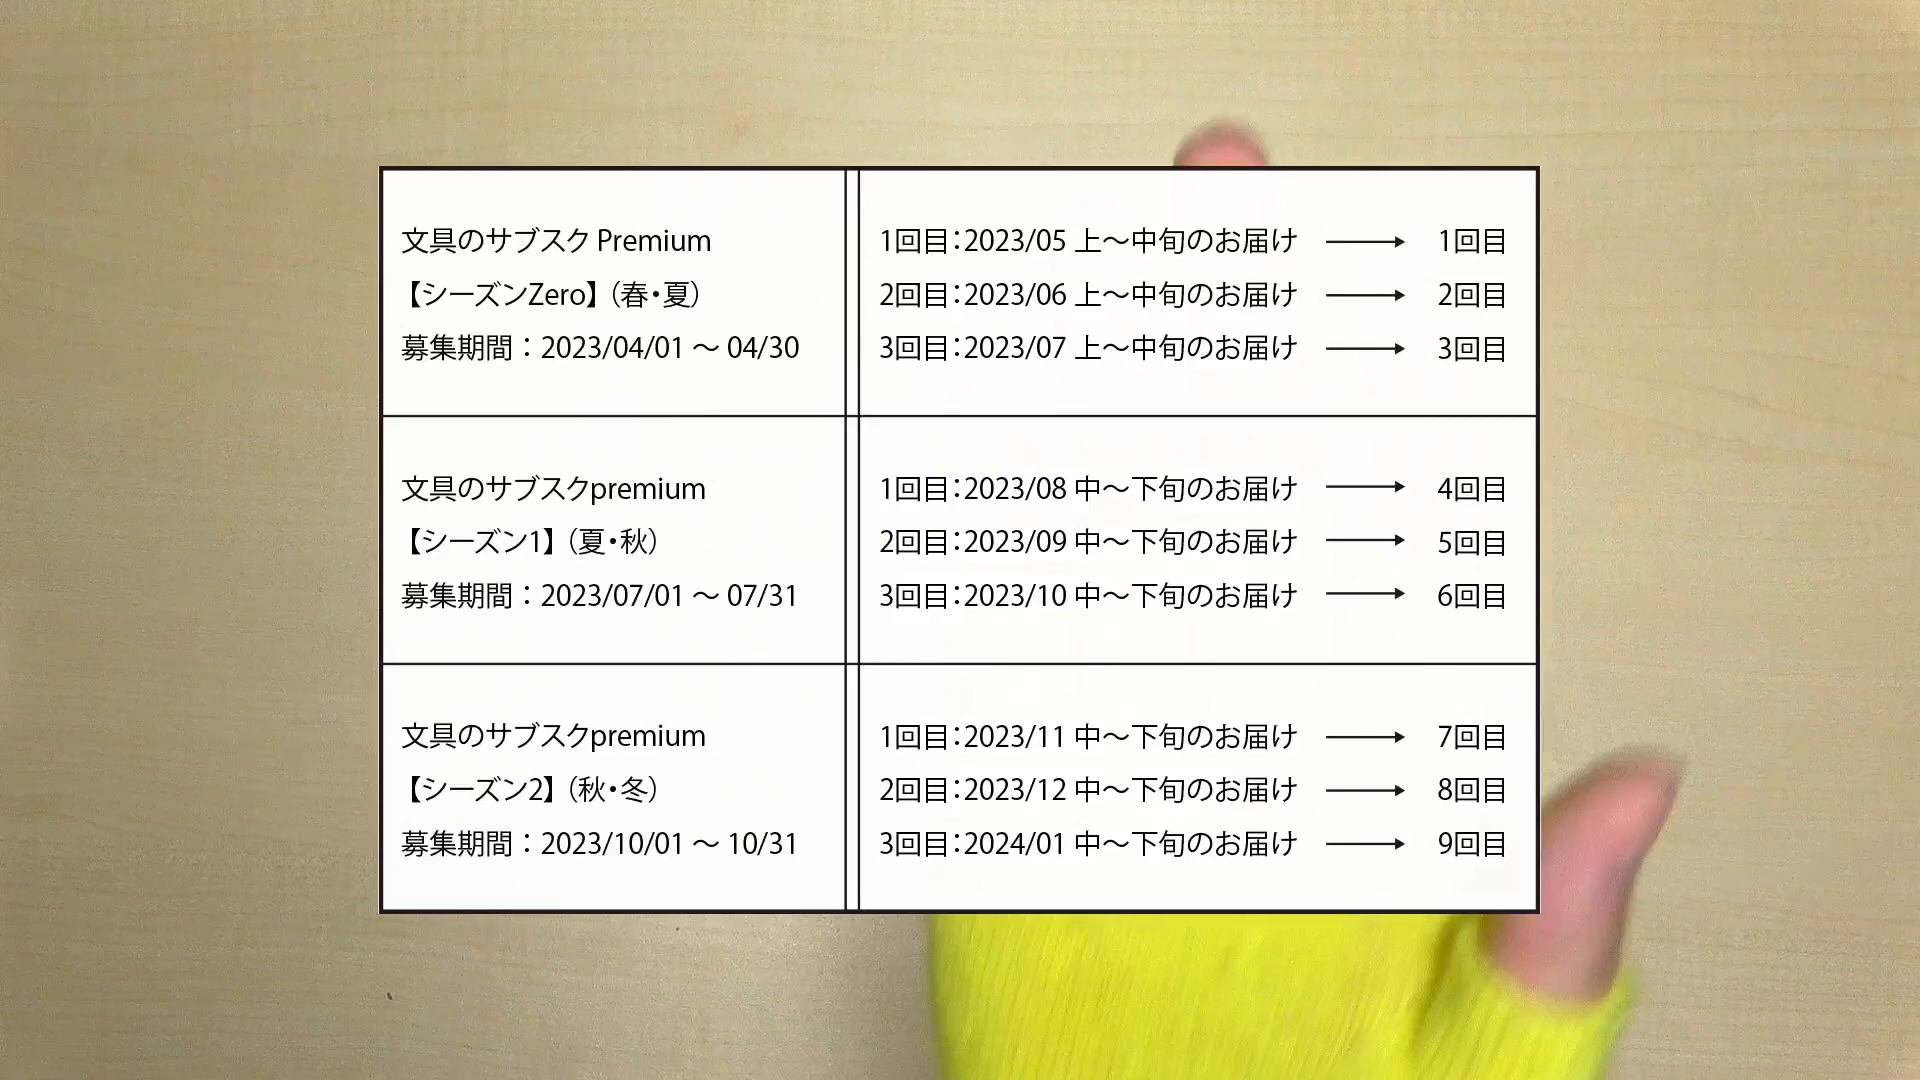 文具のサブスク Premium
【シーズンZero】（春・夏）
募集期間：2023/04/01 ～ 04/30
1回目：2023/05 上～中旬のお届け → 1回目
2回目：2023/06 上～中旬のお届け → 2回目
3回目：2023/07 上～中旬のお届け → 3回目
文具のサブスクpremium
【シーズン1】（夏・秋）
募集期間：2023/07/01 ～ 07/31
1回目：2023/08 中～下旬のお届け → 4回目
2回目：2023/09 中～下旬のお届け → 5回目
3回目：2023/10 中～下旬のお届け → 6回目
文具のサブスクpremium
【シーズン2】（秋・冬）
募集期間：2023/10/01 ～ 10/31
1回目：2023/11 中～下旬のお届け → 7回目
2回目：2023/12 中～下旬のお届け → 8回目
3回目：2024/01 中～下旬のお届け → 9回目